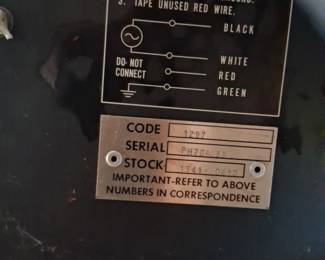 3. TAPE UNUSED RED WIRE.
BLACK
WHITE
DO NOT
CONNECT
RED
GREEN
CODE 1297
SERIAL
STOCK
IMPORTANT-REFER TO ABOVE
NUMBERS IN CORRESPONDENCE